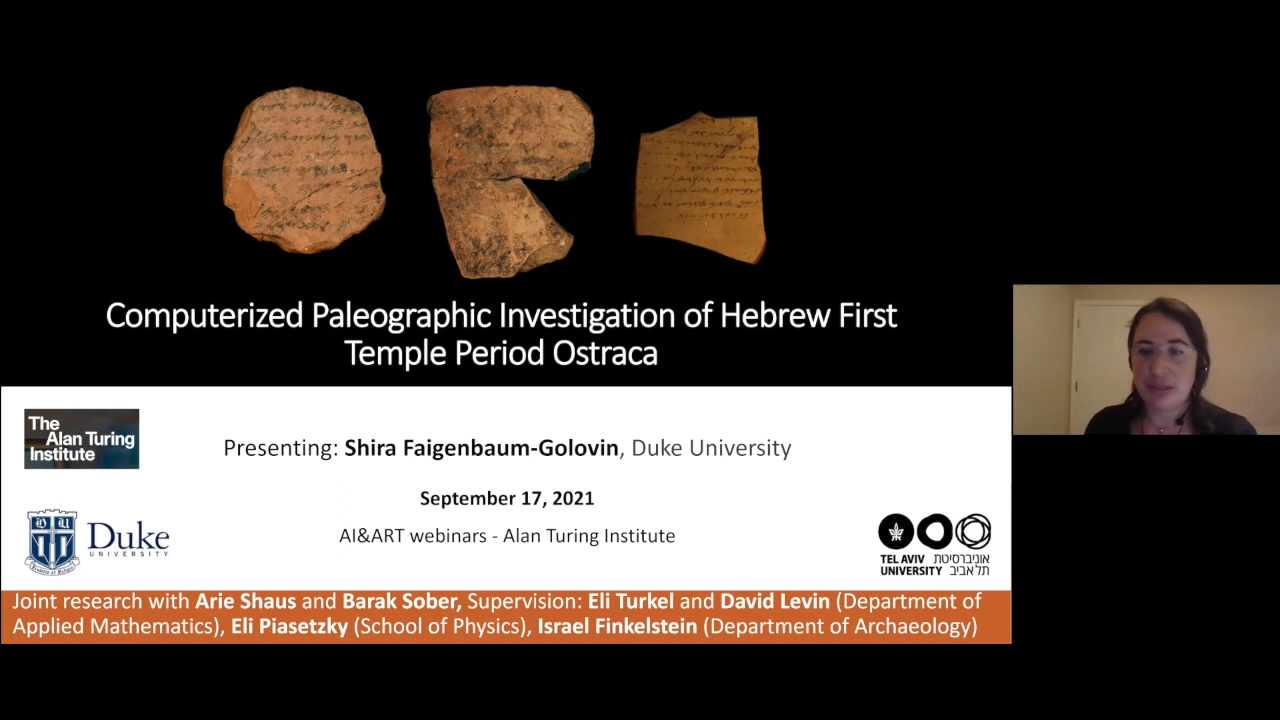 Computerized Paleographic Investigation of Hebrew First
Temple Period Ostraca
The
Alan Turing
Institute
Presenting: Shira Faigenbaum-Golovin, Duke University
September 17, 2021
AI&ART webinars - Alan Turing Institute
Duke
UNIVERSITY
TEL AVIV אוניברסיטת
UNIVERSITY תל אביב
Joint research with Arie Shaus and Barak Sober, Supervision: Eli Turkel and David Levin (Department of
Applied Mathematics), Eli Piasetzky (School of Physics), Israel Finkelstein (Department of Archaeology)